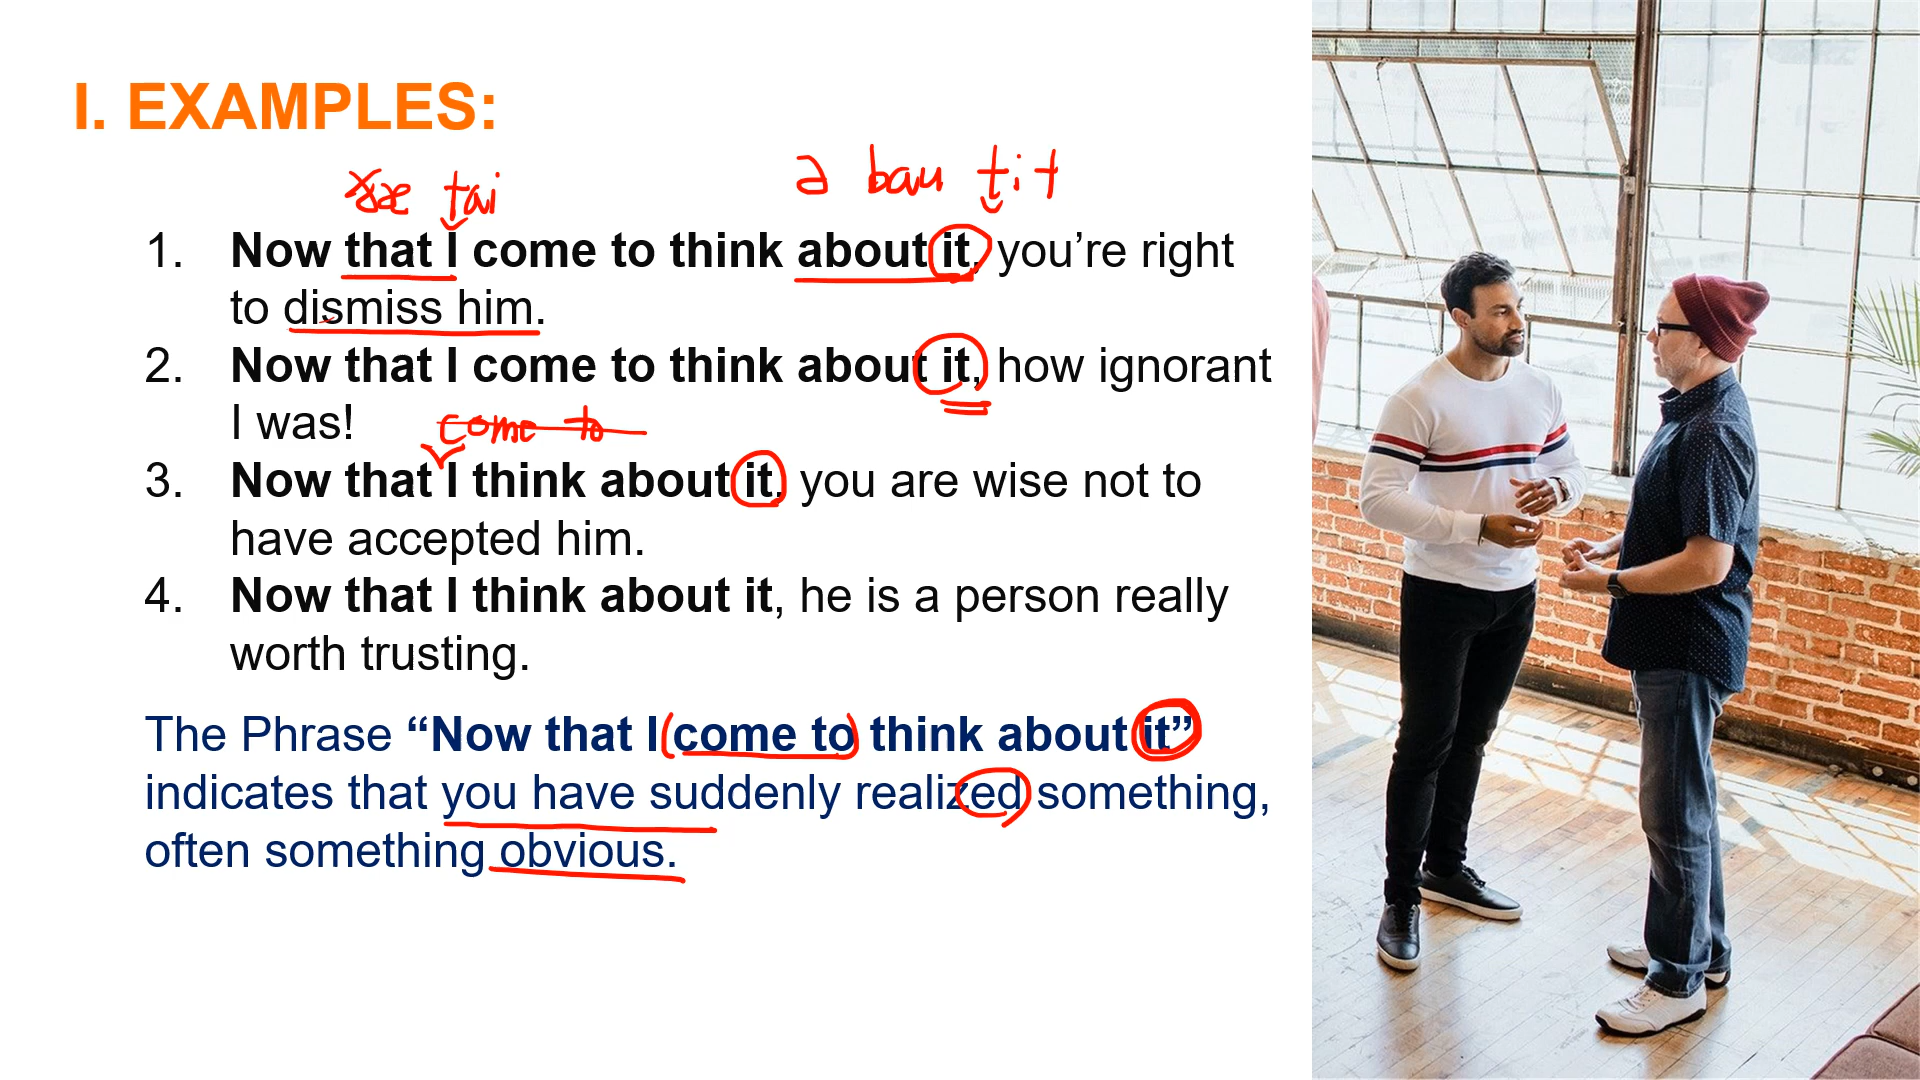 I. EXAMPLES:
tai ə bau tit
1. Now that I come to think about it, you’re right
to dismiss him.
2. Now that I come to think about it, how ignorant
I was!
come to
3. Now that I think about it, you are wise not to
have accepted him.
4. Now that I think about it, he is a person really
worth trusting.
The Phrase “Now that I come to think about it”
indicates that you have suddenly realized something,
often something obvious.